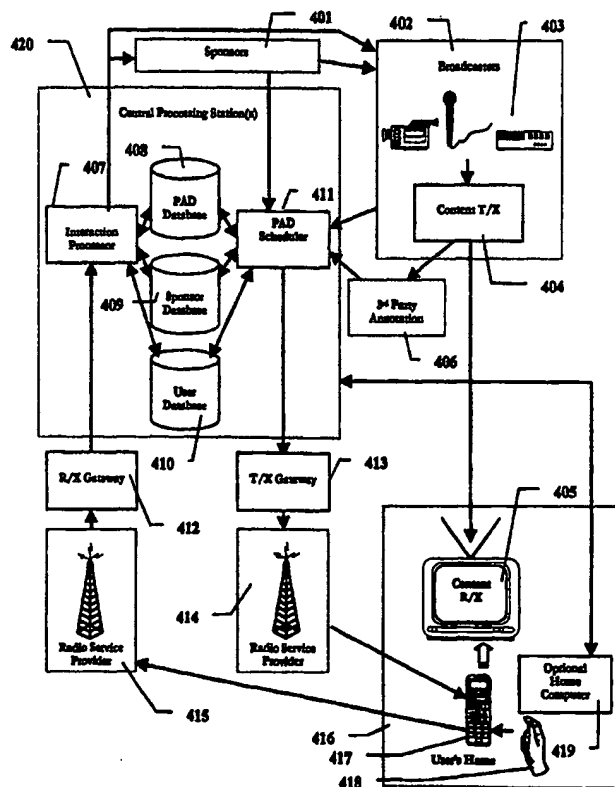 401
402
403
420
Sponsors
Broadcasters
Central Processing Station(s)
408
407
PAD
Database
411
Interaction
Processor
PAD
Scheduler
Content T/X
404
409
Sponsor
Database
3rd Party
Annotation
406
User
Database
410
413
405
R/X Gateway
T/X Gateway
412
Content
R/X
414
Radio Service
Provider
Radio Service
Provider
Optional
Home
Computer
415
416
417
User's Home
419
418